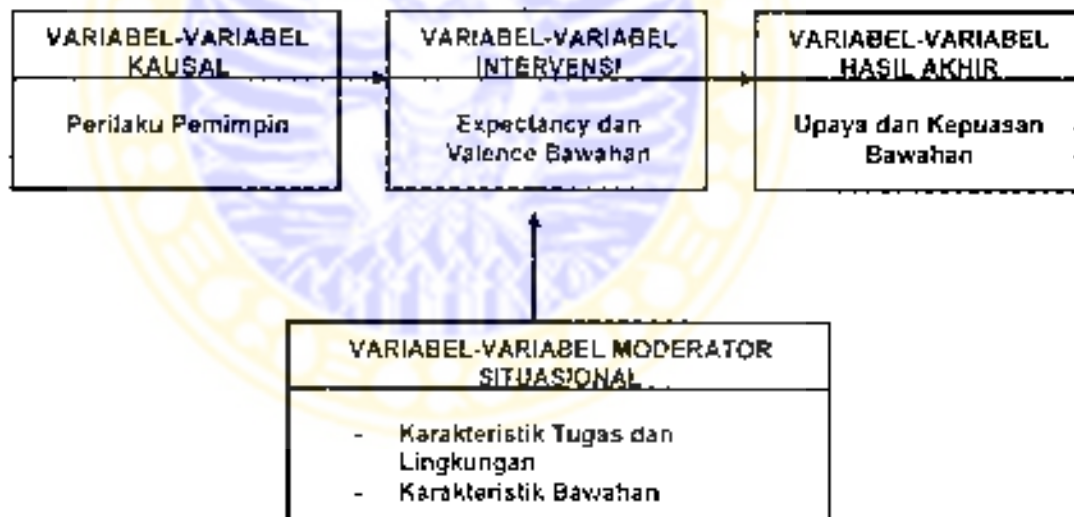 VARIABEL-VARIABEL
KAUSAL
Perilaku Pemimpin
VARIABEL-VARIABEL
INTERVENSI
Expectancy dan
Valence Bawahan
VARIABEL-VARIABEL
HASIL AKHIR
Upaya dan Kepuasan
Bawahan
VARIABEL-VARIABEL MODERATOR
SITUASIONAL
- Karakteristik Tugas dan
Lingkungan
- Karakteristik Bawahan